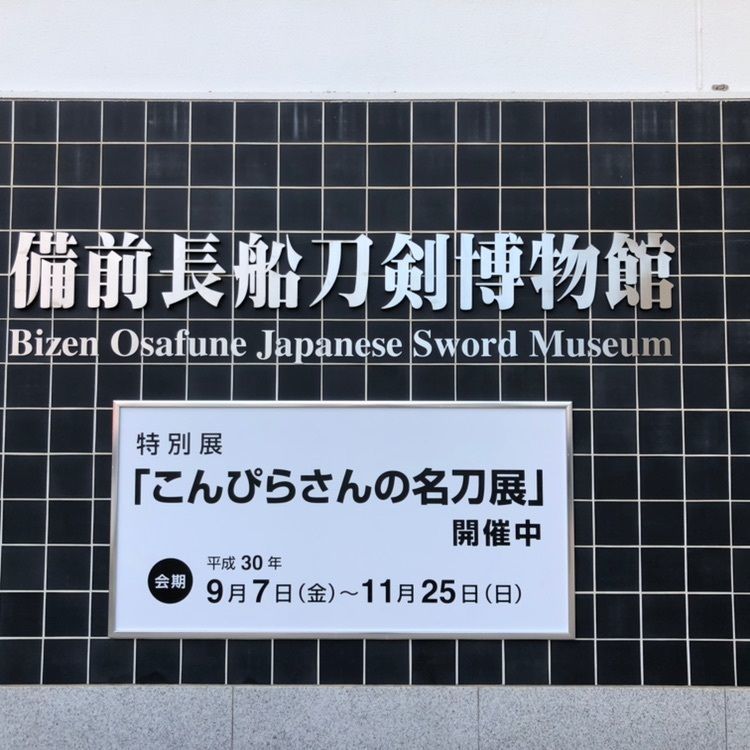 備前長船刀剣博物館
Bizen Osafune Japanese Sword Museum
特別展
「こんぴらさんの名刀展」
開催中
会期
平成 30 年
9月7日(金)～11月25日(日)